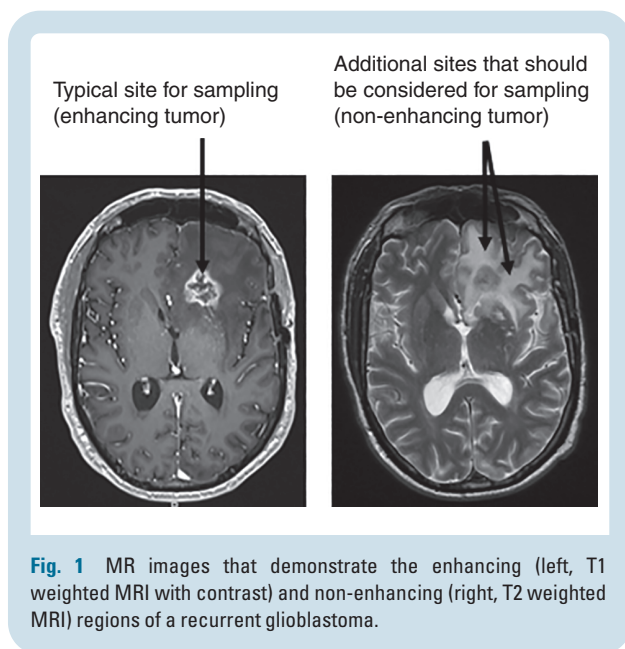 Typical site for sampling
(enhancing tumor)
Additional sites that should
be considered for sampling
(non-enhancing tumor)
Fig. 1 MR images that demonstrate the enhancing (left, T1
weighted MRI with contrast) and non-enhancing (right, T2 weighted
MRI) regions of a recurrent glioblastoma.